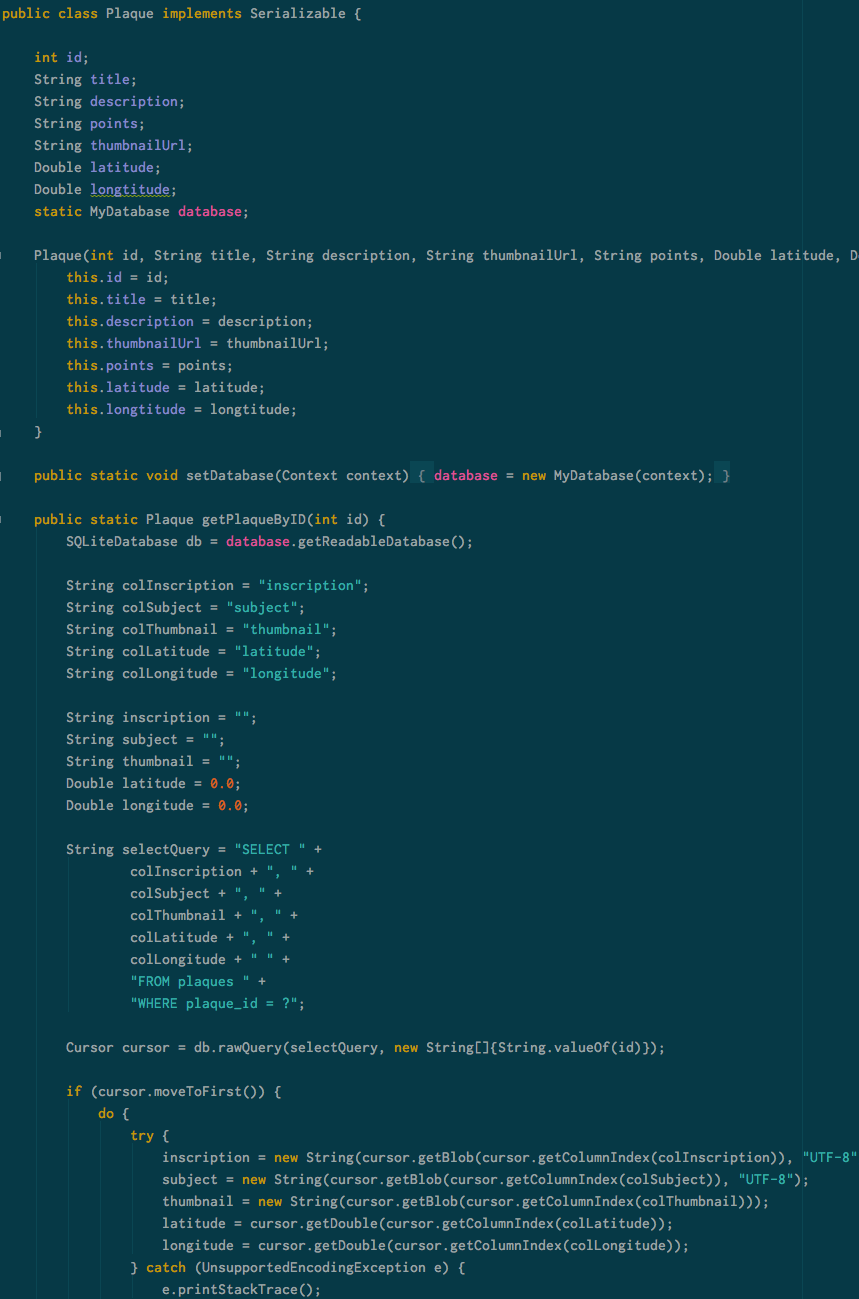 public class Plaque implements Serializable {
int id;
String title;
String description;
String points;
String thumbnailUrl;
Double latitude;
Double longtitude;
static MyDatabase database;
Plaque(int id, String title, String description, String thumbnailUrl, String points, Double latitude,
this.id = id;
this.title = title;
this.description = description;
this.thumbnailUrl = thumbnailUrl;
this.points = points;
this.latitude = latitude;
this.longtitude = longtitude;
}
public static void setDatabase(Context context) { database = new MyDatabase(context); }
public static Plaque getPlaqueByID(int id) {
SQLiteDatabase db = database.getReadableDatabase();
String colInscription = "inscription";
String colSubject = "subject";
String colThumbnail = "thumbnail";
String colLatitude = "latitude";
String colLongitude = "longitude";
String inscription = "";
String subject = "";
String thumbnail = "";
Double latitude = 0.0;
Double longitude = 0.0;
String selectQuery = "SELECT " +
colInscription + ", " +
colSubject + ", " +
colThumbnail + ", " +
colLatitude + ", " +
colLongitude + " " +
"FROM plaques " +
"WHERE plaque_id = ?";
Cursor cursor = db.rawQuery(selectQuery, new String[]{String.valueOf(id)});
if (cursor.moveToFirst()) {
do {
try {
inscription = new String(cursor.getBlob(cursor.getColumnIndex(colInscription)), "UTF-8"
subject = new String(cursor.getBlob(cursor.getColumnIndex(colSubject)), "UTF-8");
thumbnail = new String(cursor.getBlob(cursor.getColumnIndex(colThumbnail)));
latitude = cursor.getDouble(cursor.getColumnIndex(colLatitude));
longitude = cursor.getDouble(cursor.getColumnIndex(colLongitude));
} catch (UnsupportedEncodingException e) {
e.printStackTrace();